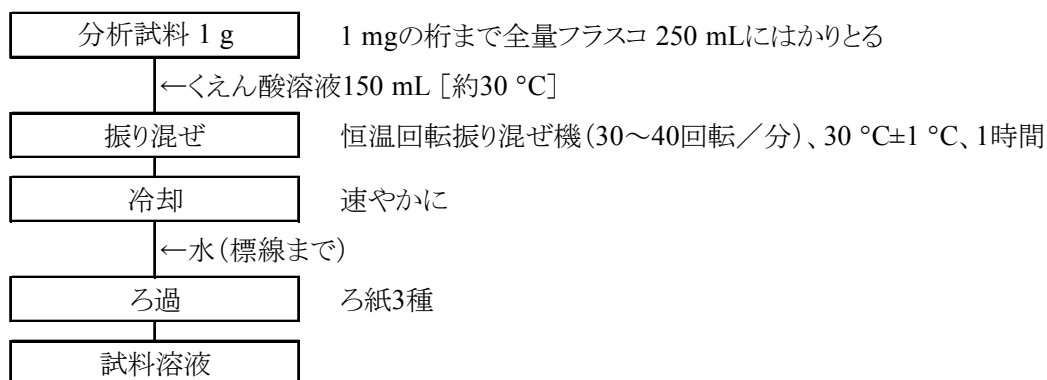 分析試料 1 g 1 mgの桁まで全量フラスコ 250 mLにはかりとる
←くえん酸溶液150 mL [約30 °C]
振り混ぜ 恒温回転振り混ぜ機(30～40回転／分)、30 °C±1 °C、1時間
冷却 速やかに
←水(標線まで)
ろ過 ろ紙3種
試料溶液